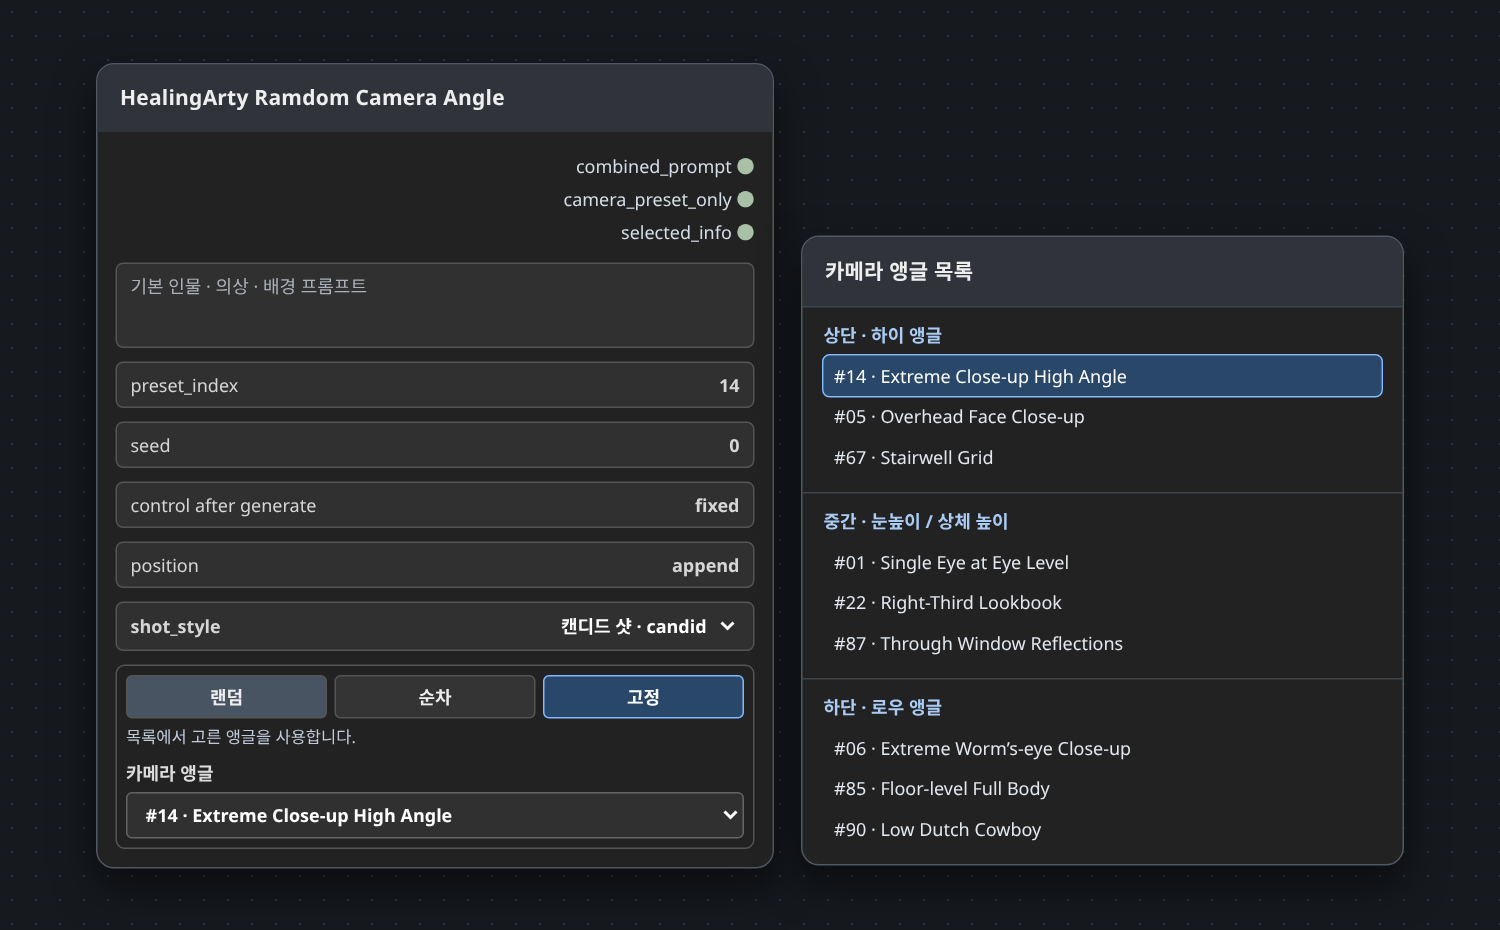 HealingArty Ramdom Camera Angle
combined_prompt
camera_preset_only
selected_info
기본 인물 · 의상 · 배경 프롬프트
preset_index 14
seed 0
control after generate fixed
position append
shot_style 캔디드 샷 · candid
랜덤 순차 고정
목록에서 고른 앵글을 사용합니다.
카메라 앵글
#14 · Extreme Close-up High Angle
카메라 앵글 목록
상단 · 하이 앵글
#14 · Extreme Close-up High Angle
#05 · Overhead Face Close-up
#67 · Stairwell Grid
중간 · 눈높이 / 상체 높이
#01 · Single Eye at Eye Level
#22 · Right-Third Lookbook
#87 · Through Window Reflections
하단 · 로우 앵글
#06 · Extreme Worm’s-eye Close-up
#85 · Floor-level Full Body
#90 · Low Dutch Cowboy